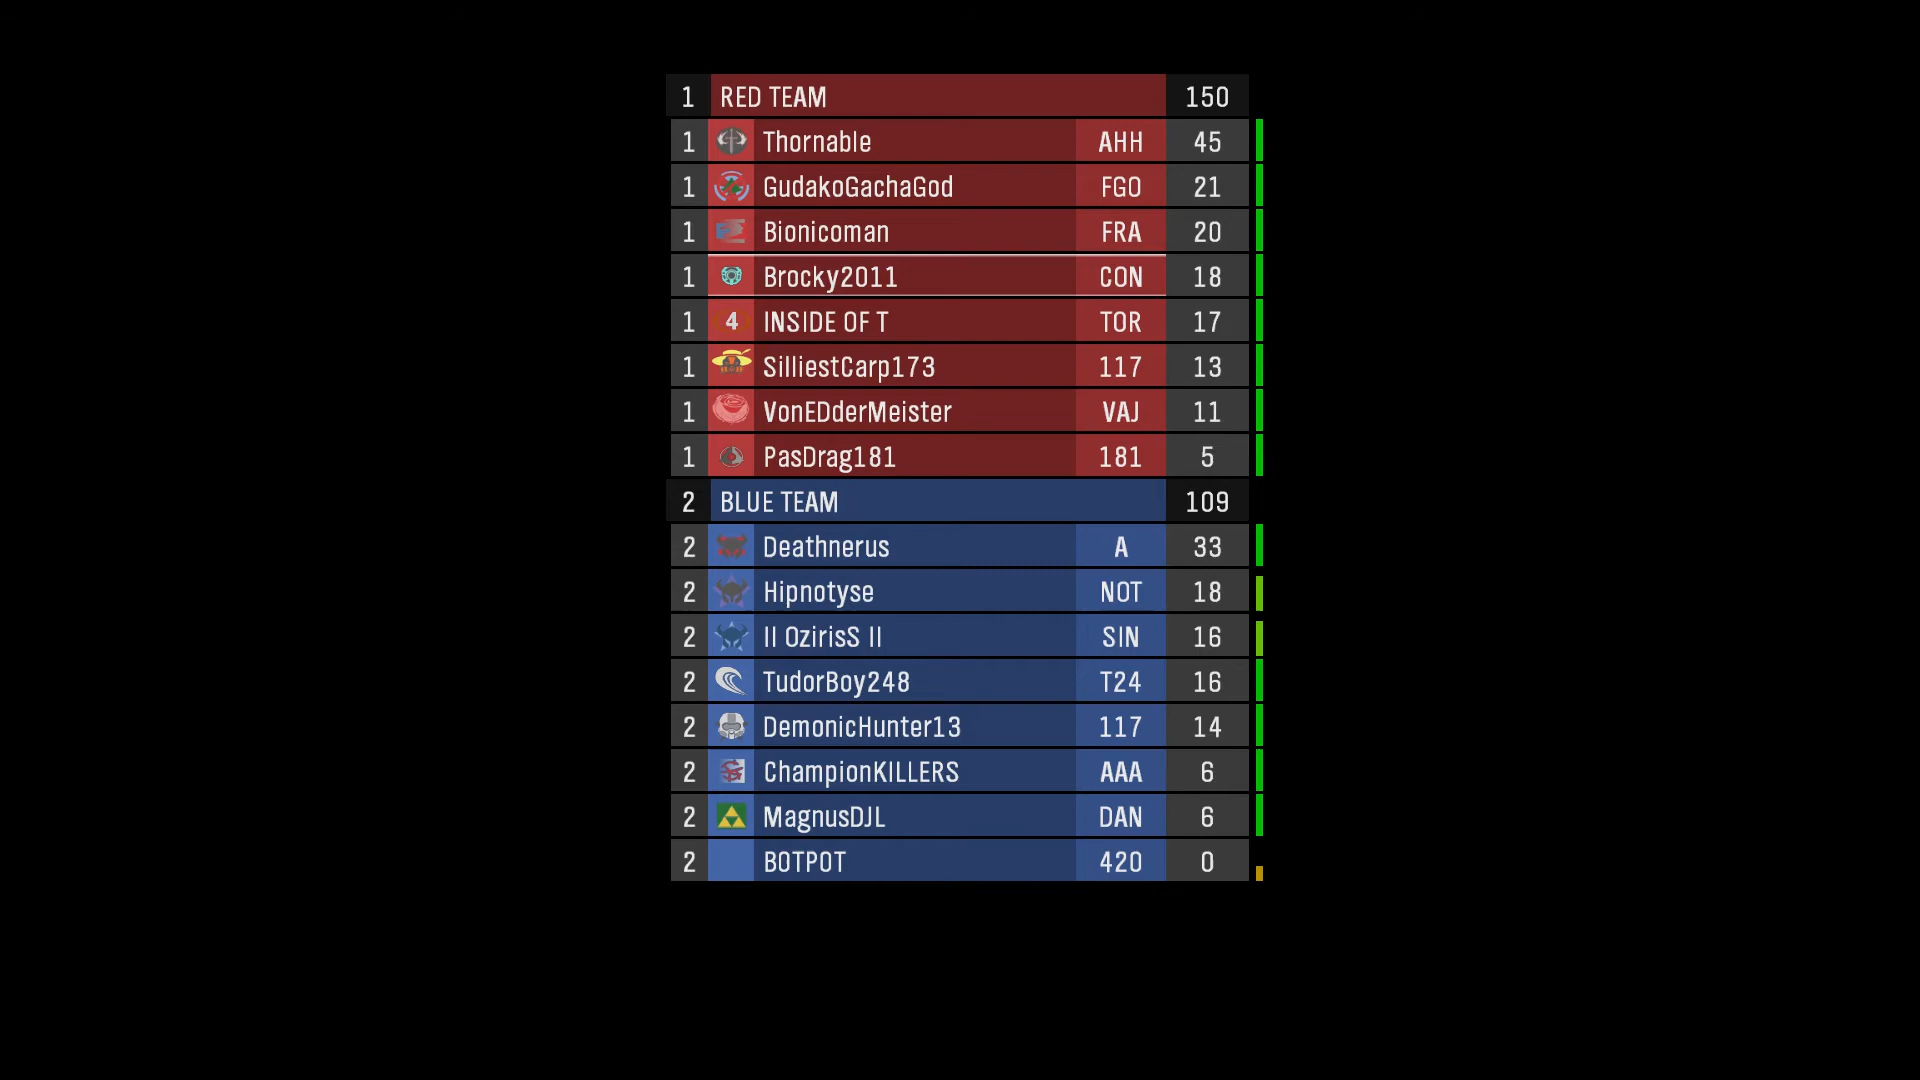 1 RED TEAM 150
1 Thornable AHH 45
1 GudakoGachaGod FGO 21
1 Bionicoman FRA 20
1 Brocky2011 CON 18
1 4 INSIDE OF T TOR 17
1 SilliestCarp173 117 13
1 VonEDderMeister VAJ 11
1 PasDrag181 181 5
2 BLUE TEAM 109
2 Deathnerus A 33
2 Hipnotyse NOT 18
2 II OzirisS II SIN 16
2 TudorBoy248 T24 16
2 DemonicHunter13 117 14
2 ChampionKILLERS AAA 6
2 MagnusDJL DAN 6
2 BOTPOT 420 0